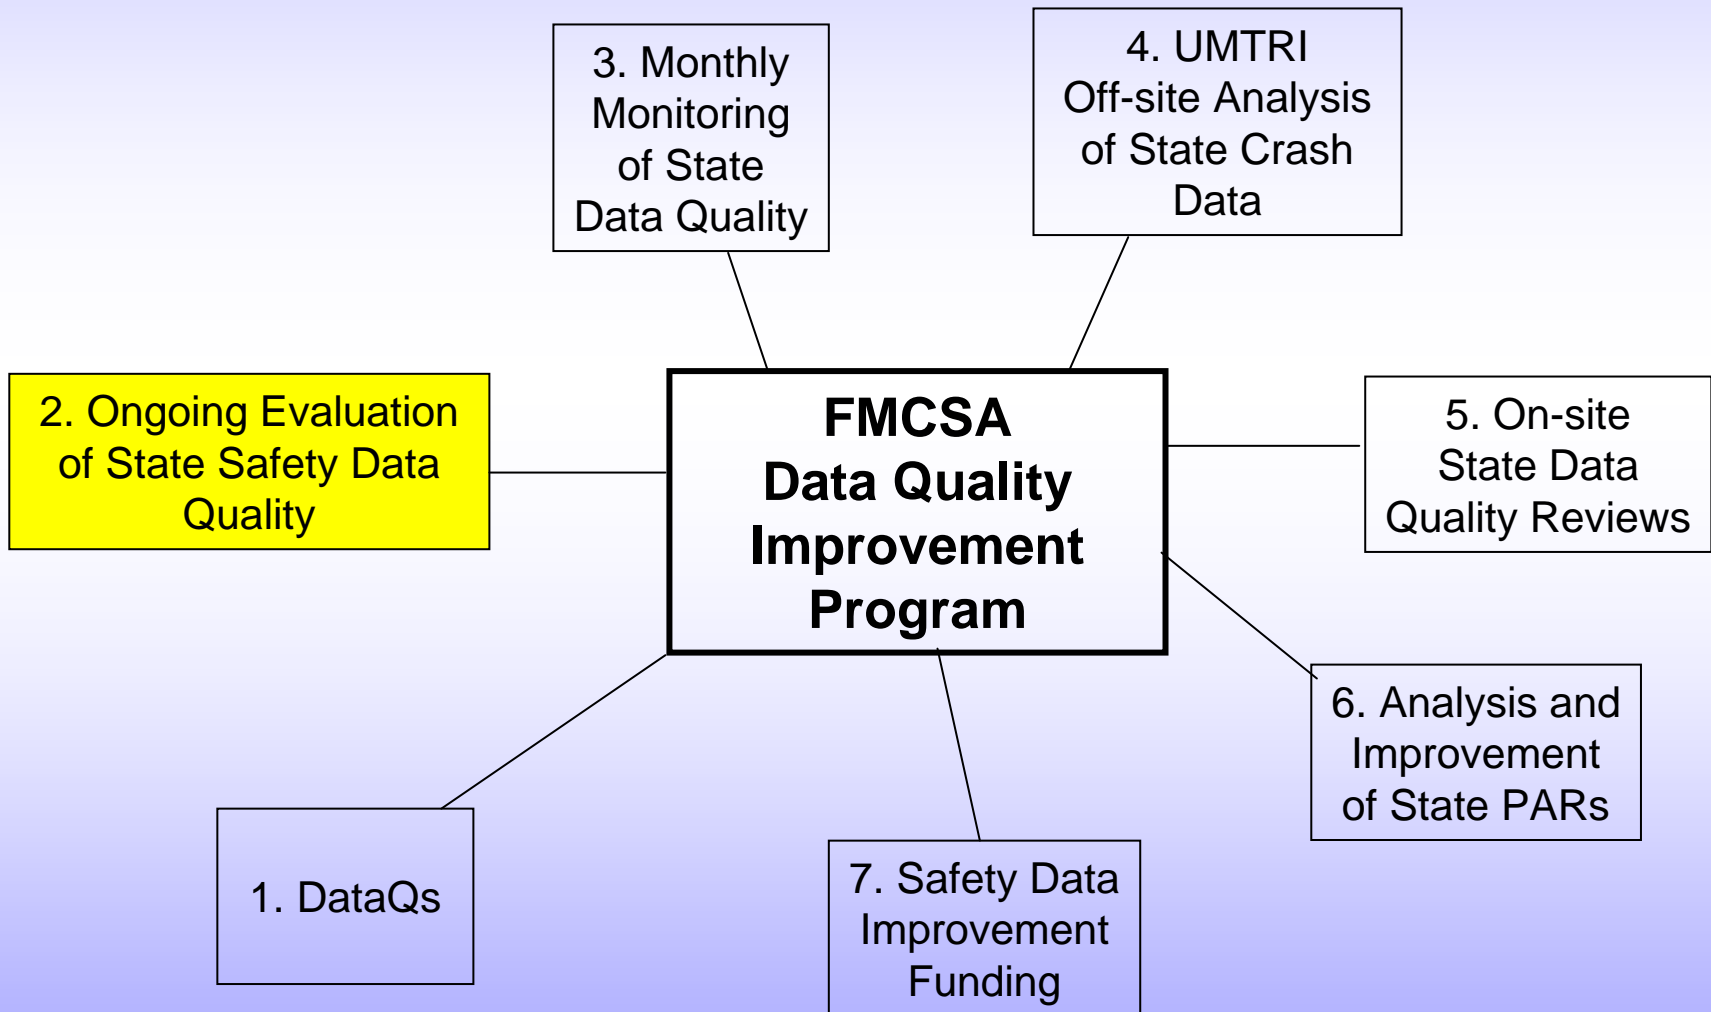 3. Monthly
Monitoring
of State
Data Quality
4. UMTRI
Off-site Analysis
of State Crash
Data
2. Ongoing Evaluation
of State Safety Data
Quality
FMCSA
Data Quality
Improvement
Program
5. On-site
State Data
Quality Reviews
6. Analysis and
Improvement
of State PARs
1. DataQs
7. Safety Data
Improvement
Funding